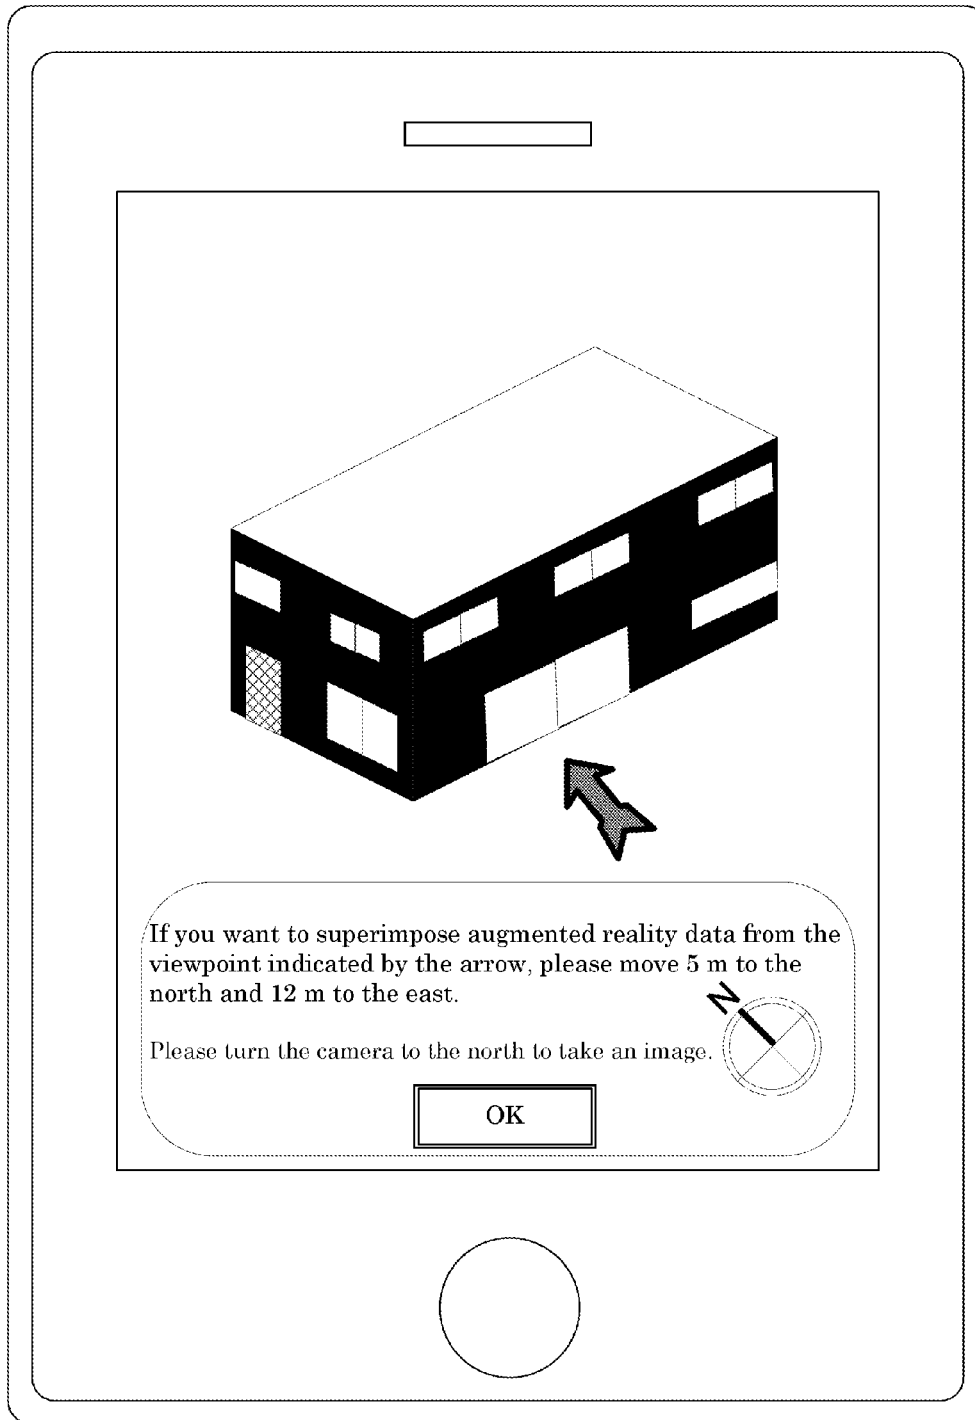 If you want to superimpose augmented reality data from the
viewpoint indicated by the arrow, please move 5 m to the
north and 12 m to the east.
N
Please turn the camera to the north to take an image.
OK